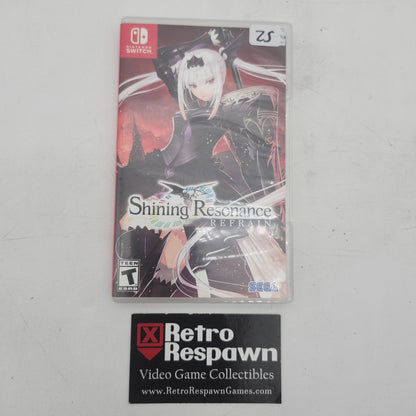 NINTENDO
SWITCH
25
Shining Resonance
REFRAIN
TEEN
T
ESRB
SEGA
Retro
Respawn
Video Game Collectibles
www.RetroRespawnGames.com